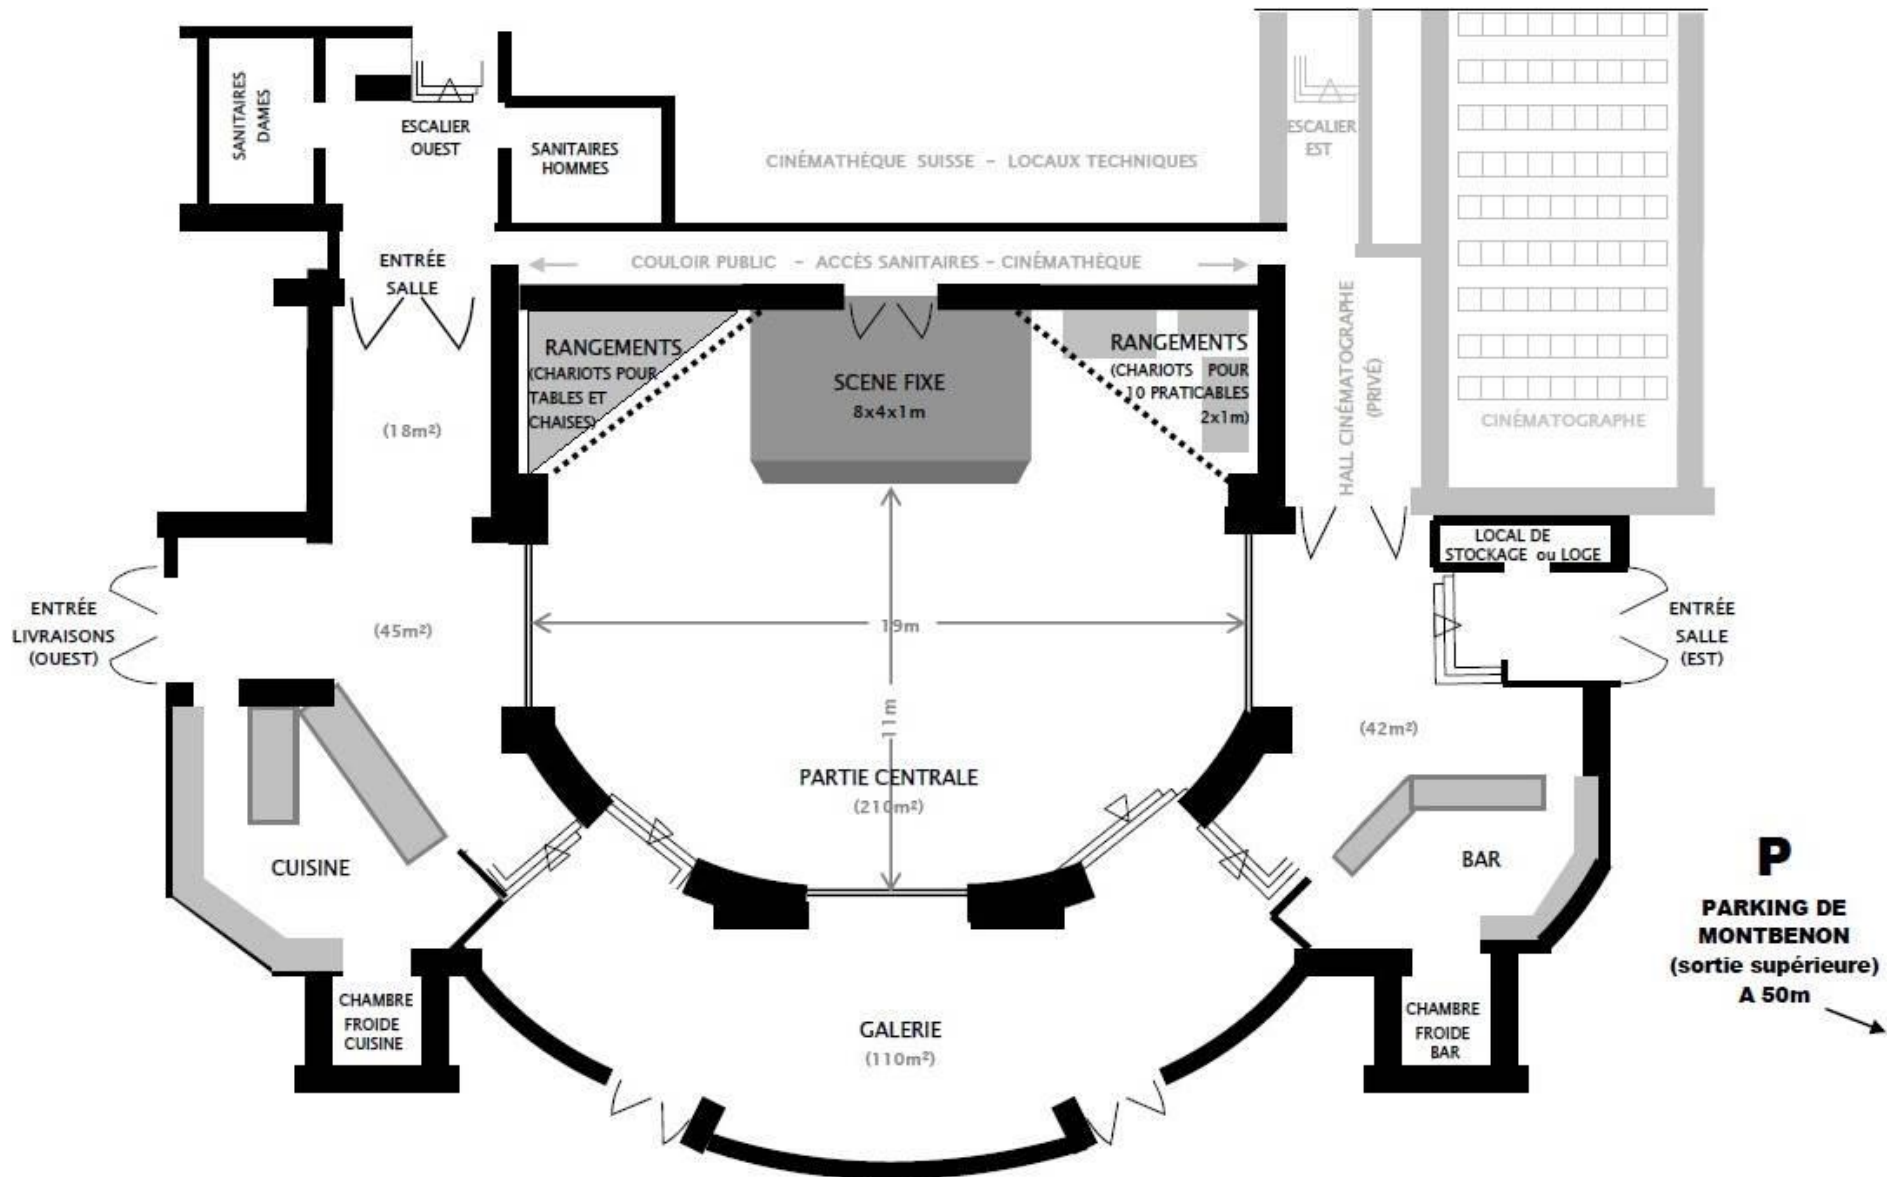 SANITAIRES
DAMES
ESCALIER
OUEST
SANITAIRES
HOMMES
CINÉMATHÈQUE SUISSE - LOCAUX TECHNIQUES
ESCALIER
EST
ENTRÉE
SALLE
COULOIR PUBLIC - ACCÈS SANITAIRES - CINÉMATHÈQUE
HALL CINÉMATOGRAPHE
(PRIVÉ)
CINÉMATOGRAPHE
RANGEMENTS
(CHARIOTS POUR
TABLES ET
CHAISES)
SCENE FIXE
8x4x1m
RANGEMENTS
(CHARIOTS POUR
10 PRATICABLES
2x1m)
(18m²)
LOCAL DE
STOCKAGE ou LOGE
ENTRÉE
LIVRAISONS
(OUEST)
(45m²)
19m
11m
ENTRÉE
SALLE
(EST)
(42m²)
PARTIE CENTRALE
(210m²)
CUISINE
BAR
P
PARKING DE
MONTBENON
(sortie supérieure)
A 50m
CHAMBRE
FROIDE
CUISINE
GALERIE
(110m²)
CHAMBRE
FROIDE
BAR